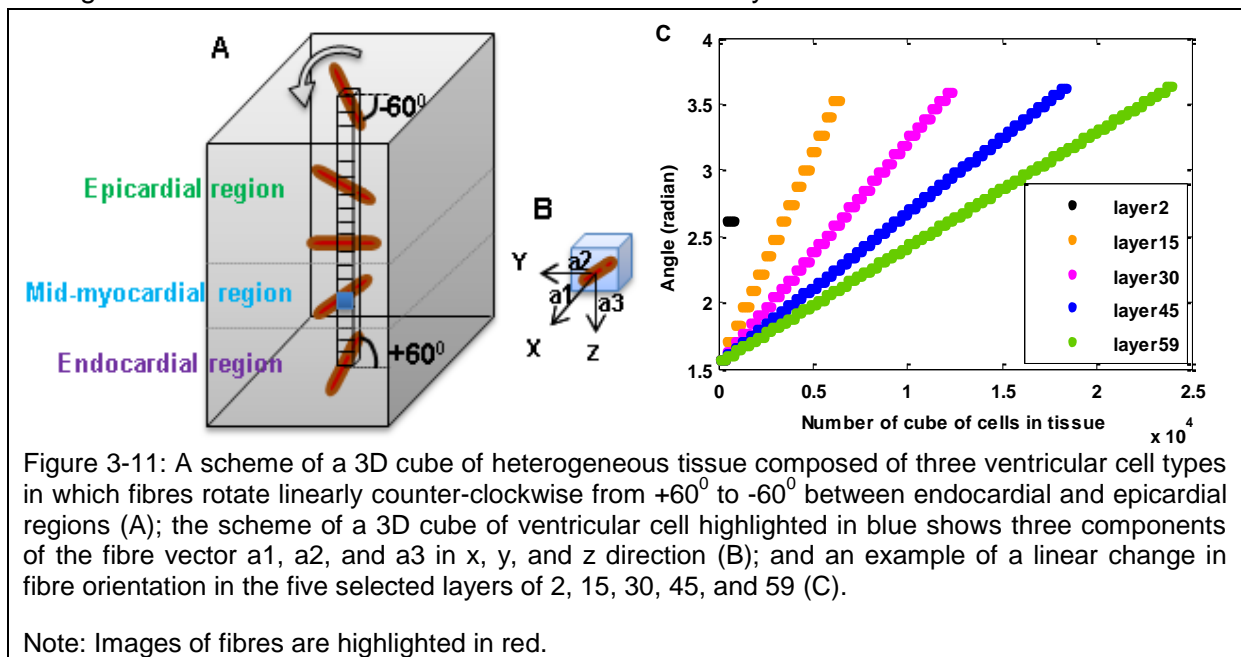 A
-60⁰
Epicardial region
Mid-myocardial region
Endocardial region
+60⁰
B
Y
a2
a1
a3
X
Z
C
4
3.5
3
2.5
2
1.5
Angle (radian)
layer2
layer15
layer30
layer45
layer59
0 0.5 1 1.5 2 2.5
Number of cube of cells in tissue
x 10⁴
Figure 3-11: A scheme of a 3D cube of heterogeneous tissue composed of three ventricular cell types
in which fibres rotate linearly counter-clockwise from +60⁰ to -60⁰ between endocardial and epicardial
regions (A); the scheme of a 3D cube of ventricular cell highlighted in blue shows three components
of the fibre vector a1, a2, and a3 in x, y, and z direction (B); and an example of a linear change in
fibre orientation in the five selected layers of 2, 15, 30, 45, and 59 (C).
Note: Images of fibres are highlighted in red.